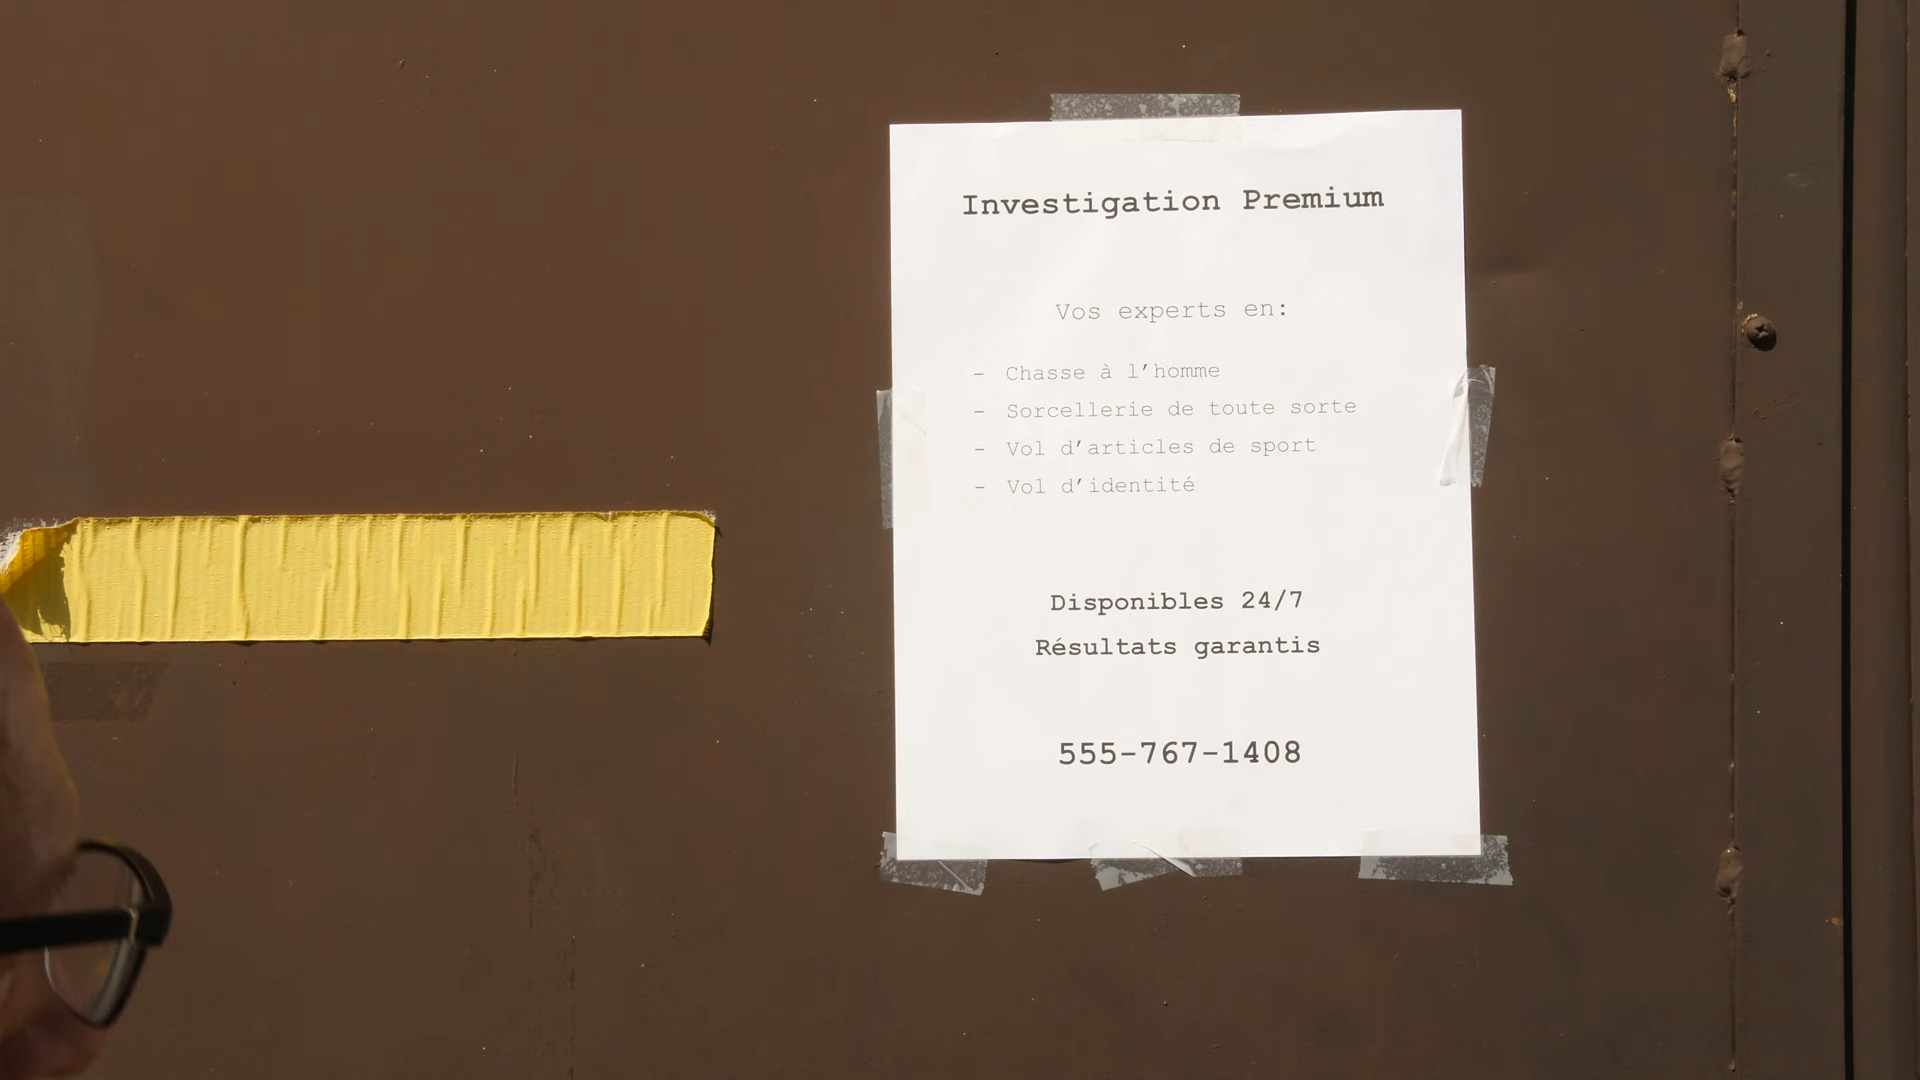 Investigation Premium
Vos experts en:
- Chasse à l'homme
- Sorcellerie de toute sorte
- Vol d'articles de sport
- Vol d'identité
Disponibles 24/7
Résultats garantis
555-767-1408